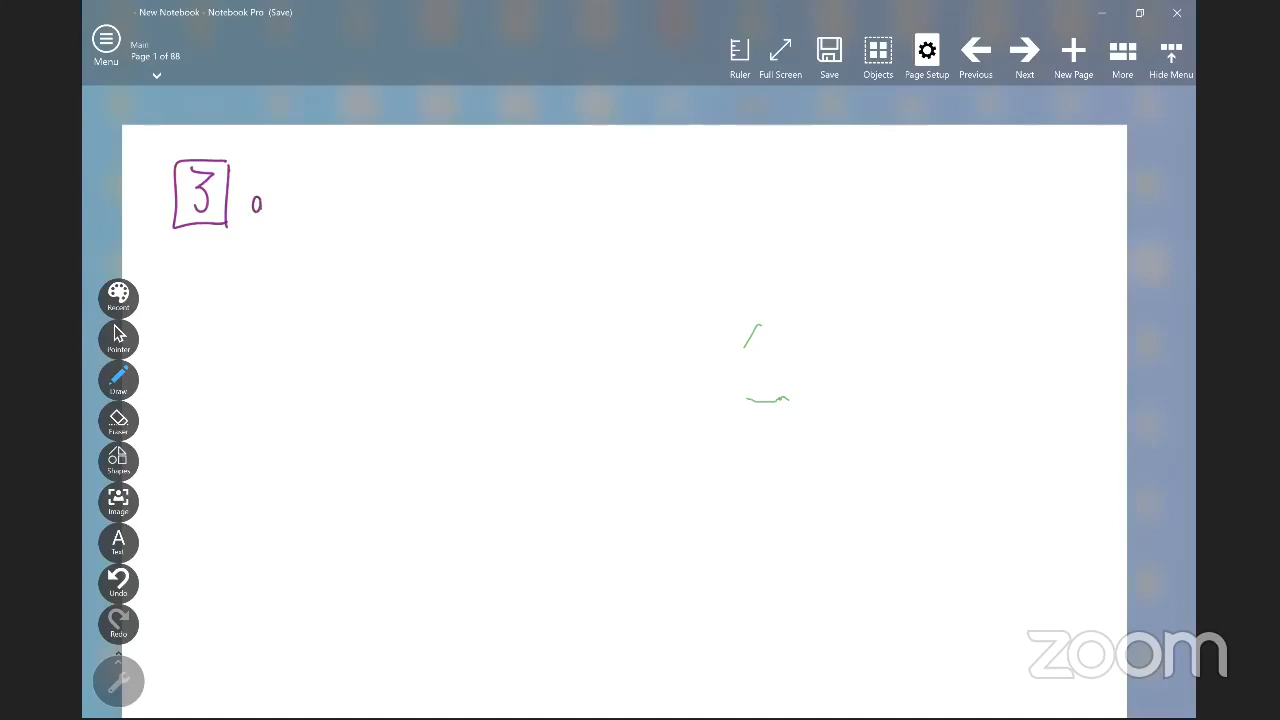 - New Notebook - Notebook Pro (Save)
Menu
Main
Page 1 of 88
Ruler
Full Screen
Save
Objects
Page Setup
Previous
Next
New Page
More
Hide Menu
3 a
Recent
Pointer
Draw
Eraser
Shapes
Image
A
Text
Undo
Redo
zoom